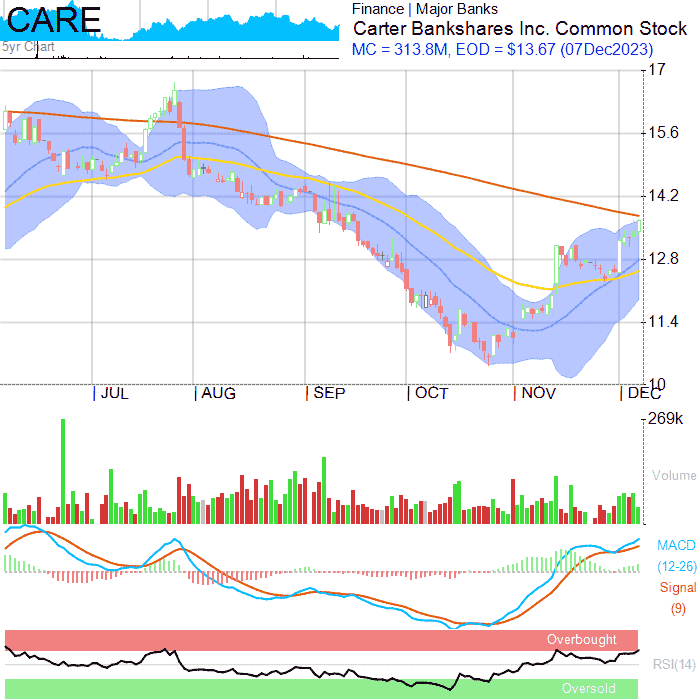 CARE
5yr Chart
Finance | Major Banks
Carter Bankshares Inc. Common Stock
MC = 313.8M, EOD = $13.67 (07Dec2023)
17
15.6
14.2
12.8
11.4
10
JUL
AUG
SEP
OCT
NOV
DEC
269k
Volume
MACD
(12-26)
Signal
(9)
Overbought
RSI(14)
Oversold